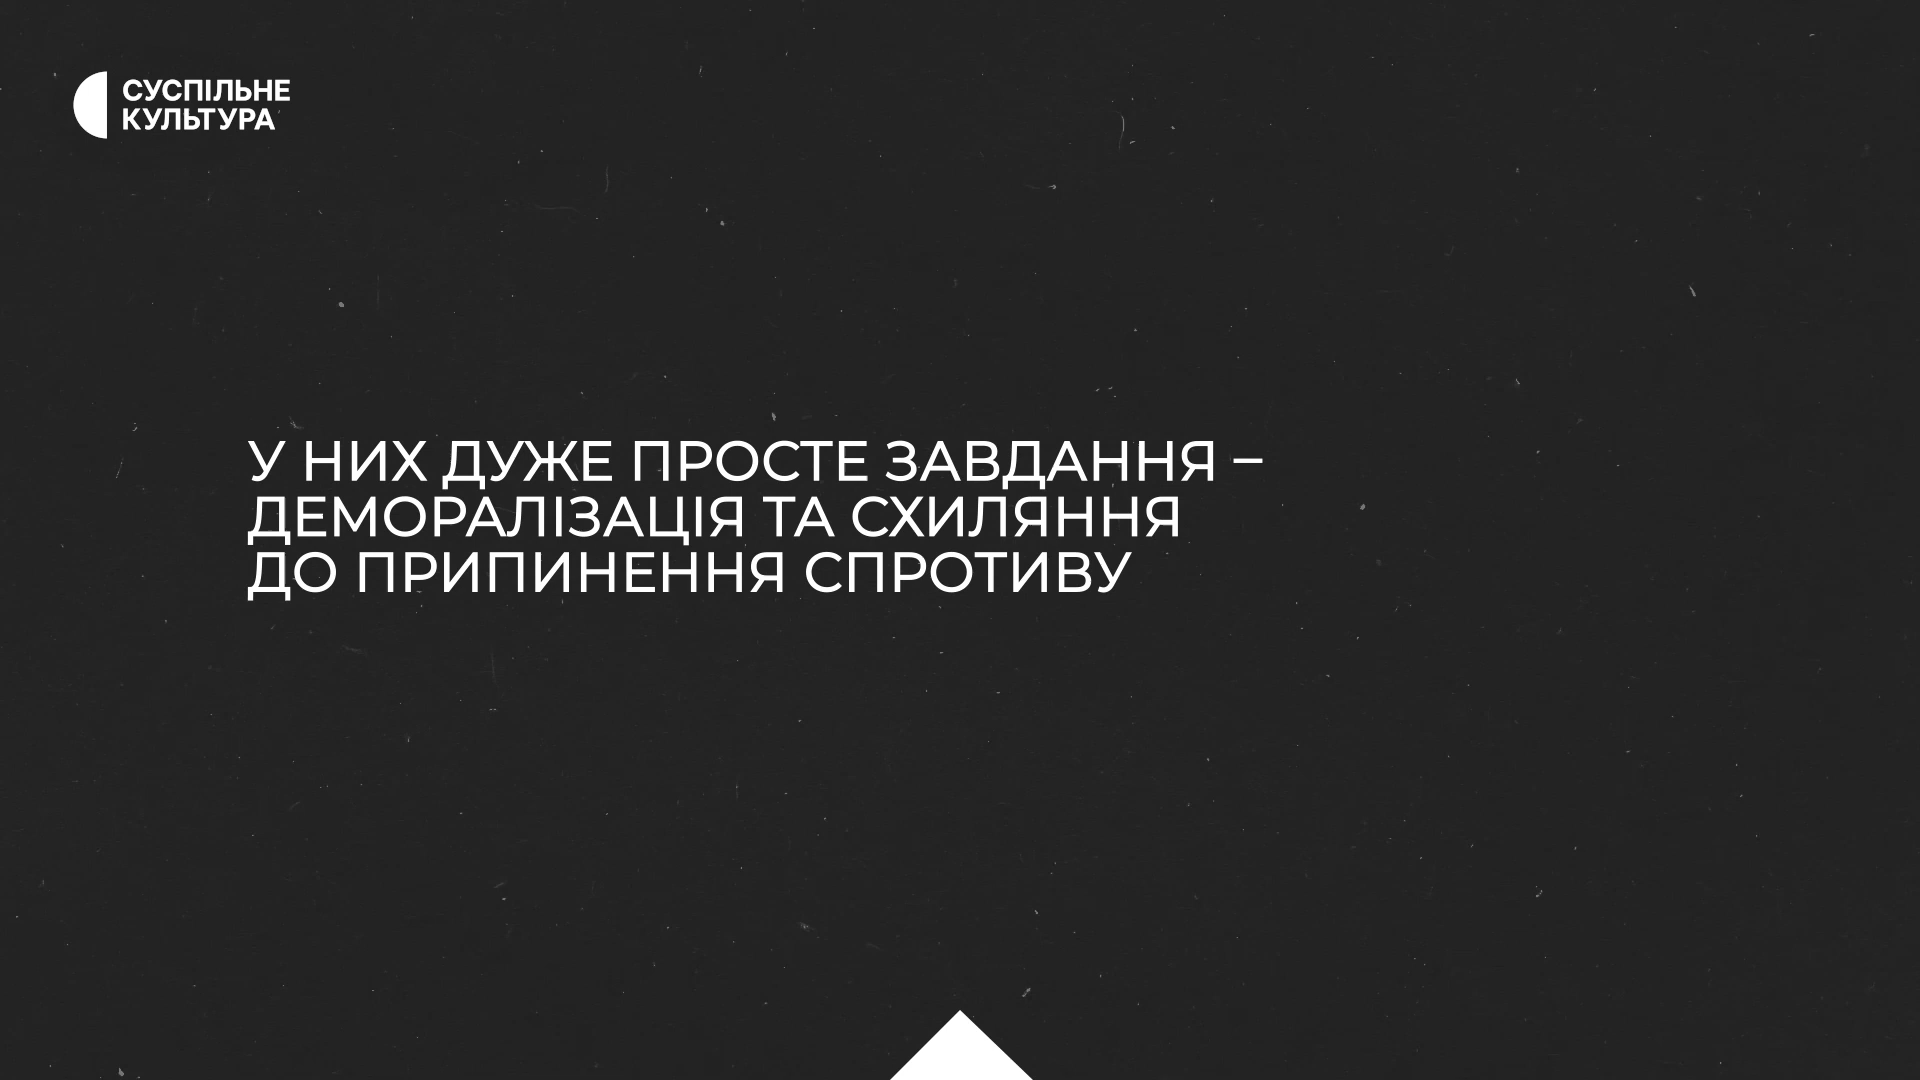 СУСПІЛЬНЕ
КУЛЬТУРА
У НИХ ДУЖЕ ПРОСТЕ ЗАВДАННЯ –
ДЕМОРАЛІЗАЦІЯ ТА СХИЛЯННЯ
ДО ПРИПИНЕННЯ СПРОТИВУ